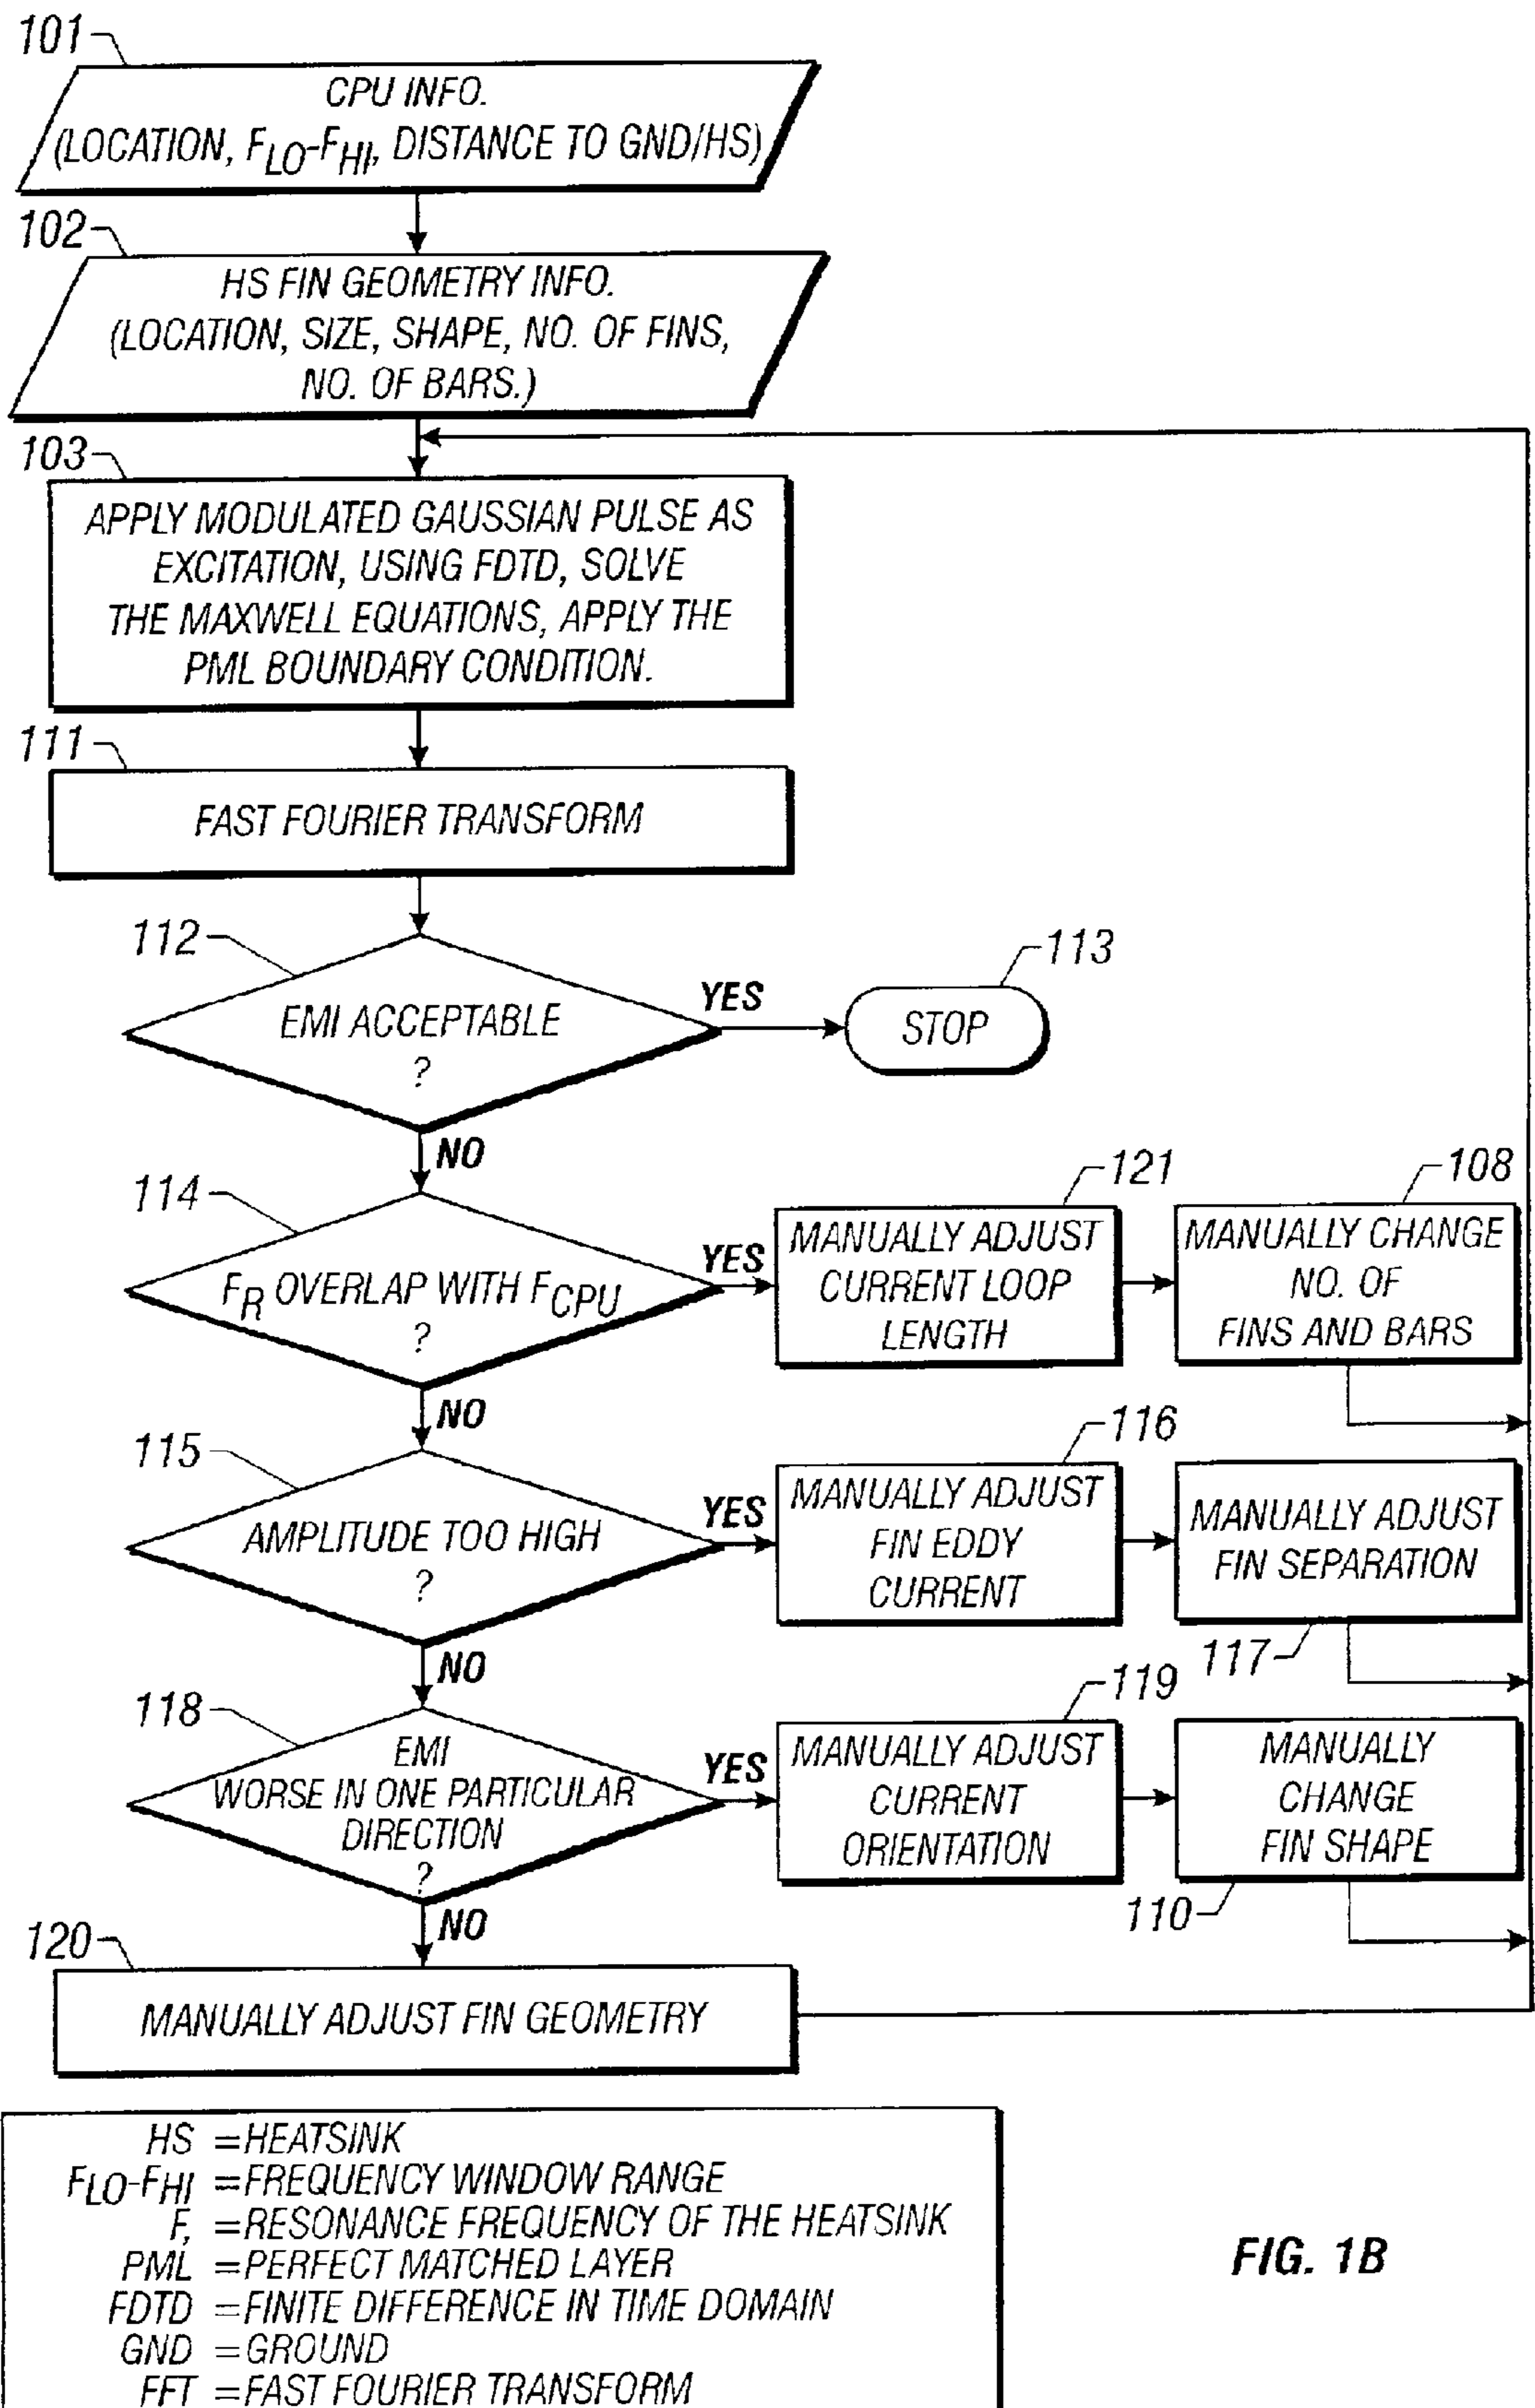 101
CPU INFO.
(LOCATION, FLO-FHI, DISTANCE TO GND/HS)
102
HS FIN GEOMETRY INFO.
(LOCATION, SIZE, SHAPE, NO. OF FINS,
NO. OF BARS.)
103
APPLY MODULATED GAUSSIAN PULSE AS
EXCITATION, USING FDTD, SOLVE
THE MAXWELL EQUATIONS, APPLY THE
PML BOUNDARY CONDITION.
111
FAST FOURIER TRANSFORM
112
EMI ACCEPTABLE
?
YES
113
STOP
NO
114
FR OVERLAP WITH FCPU
?
YES
121
MANUALLY ADJUST
CURRENT LOOP
LENGTH
108
MANUALLY CHANGE
NO. OF
FINS AND BARS
NO
115
AMPLITUDE TOO HIGH
?
YES
116
MANUALLY ADJUST
FIN EDDY
CURRENT
MANUALLY ADJUST
FIN SEPARATION
117
NO
118
EMI
WORSE IN ONE PARTICULAR
DIRECTION
?
YES
119
MANUALLY ADJUST
CURRENT
ORIENTATION
MANUALLY
CHANGE
FIN SHAPE
110
NO
120
MANUALLY ADJUST FIN GEOMETRY
HS =HEATSINK
FLO-FHI =FREQUENCY WINDOW RANGE
F, =RESONANCE FREQUENCY OF THE HEATSINK
PML =PERFECT MATCHED LAYER
FDTD =FINITE DIFFERENCE IN TIME DOMAIN
GND =GROUND
FFT =FAST FOURIER TRANSFORM
FIG. 1B